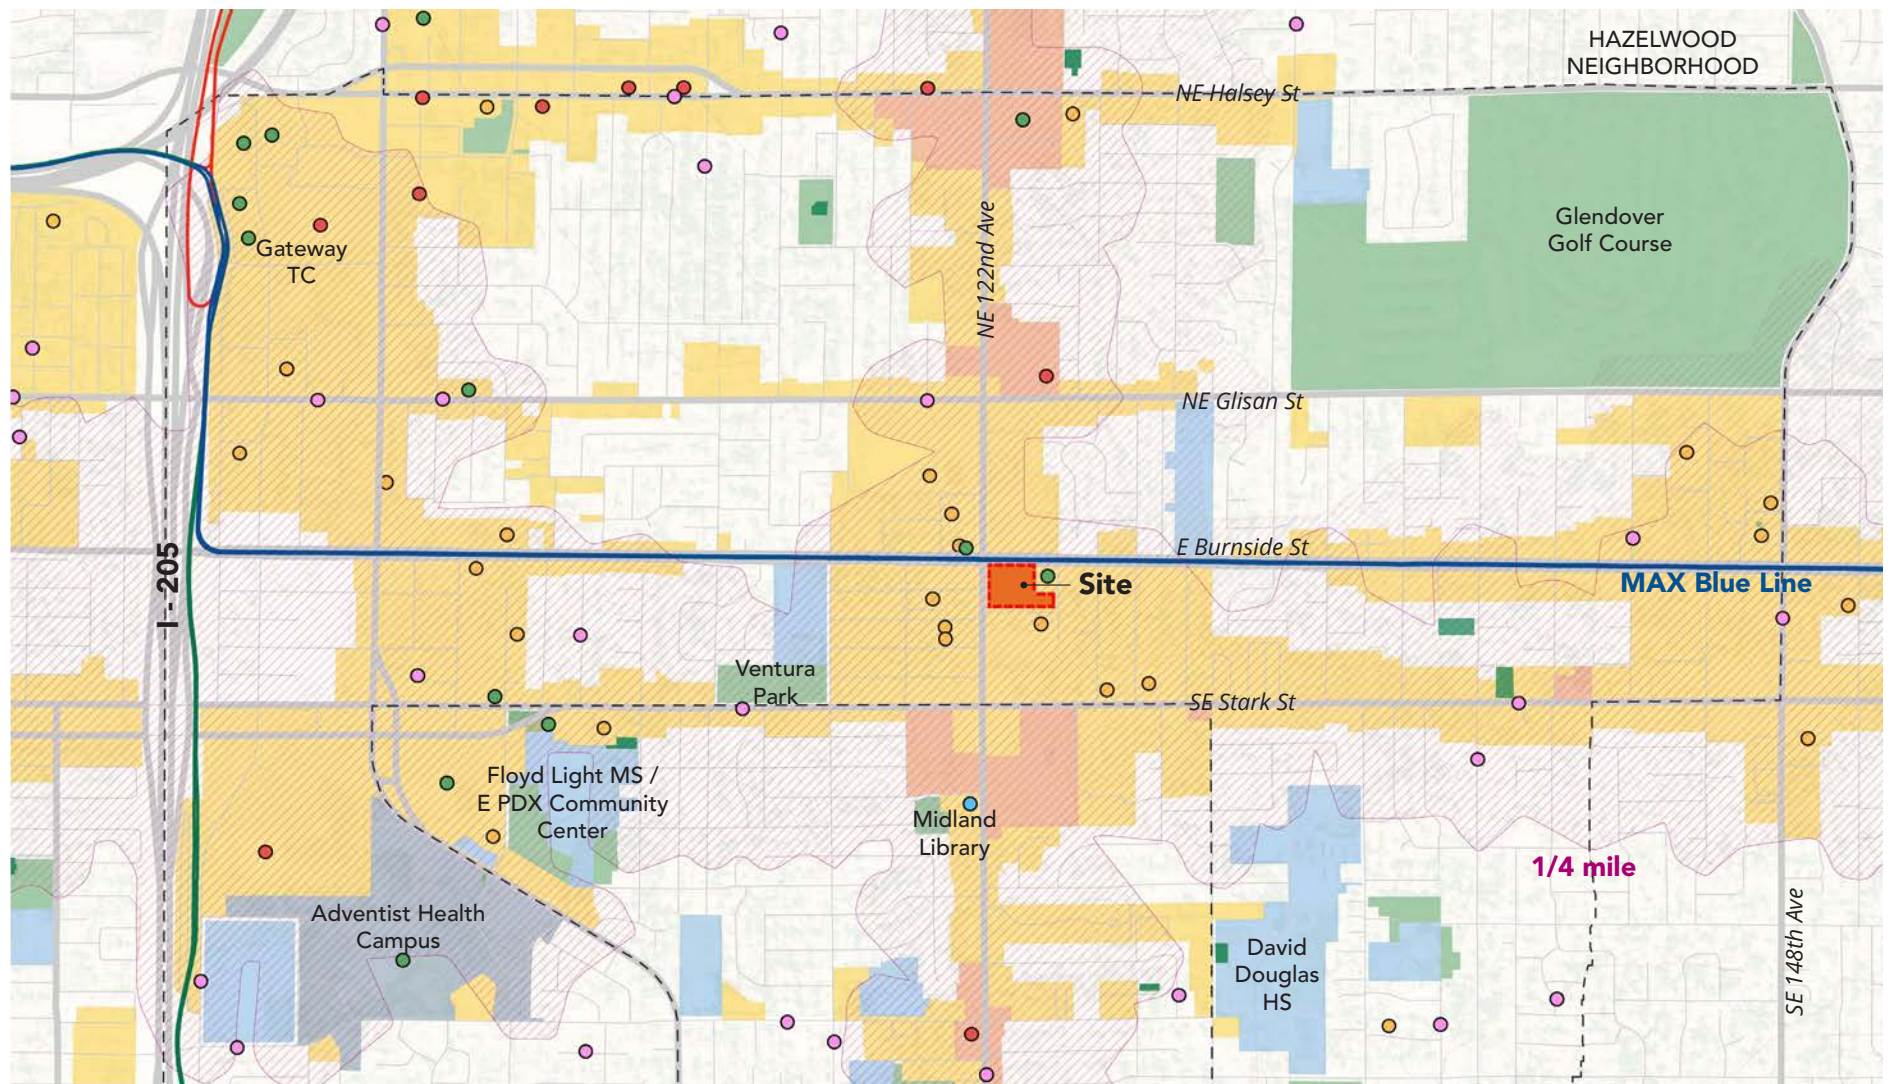 HAZELWOOD
NEIGHBORHOOD
NE Halsey St
Glendover
Golf Course
Gateway
TC
NE 122nd Ave
NE Glisan St
E Burnside St
I - 205
Site
MAX Blue Line
Ventura
Park
SE Stark St
Floyd Light MS /
E PDX Community
Center
Midland
Library
1/4 mile
Adventist Health
Campus
David
Douglas
HS
SE 148th Ave